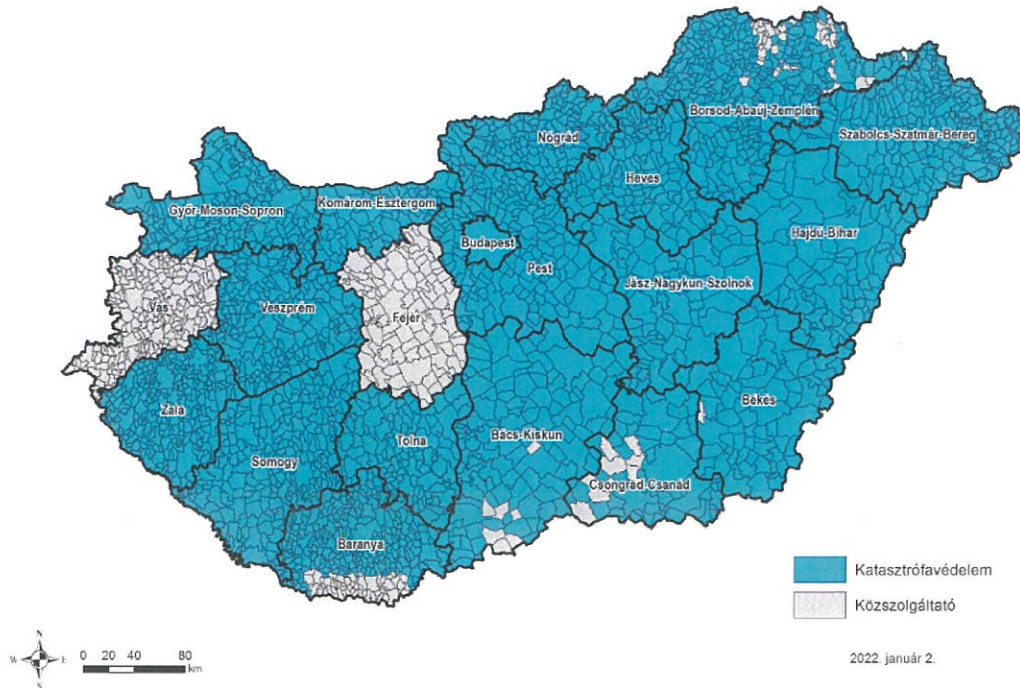 Borsod-Abaúj-Zemplén
Szabolcs-Szatmár-Bereg
Nógrád
Heves
Győr-Moson-Sopron
Komárom-Esztergom
Hajdú-Bihar
Budapest
Pest
Jász-Nagykun-Szolnok
Vas
Veszprém
Fejér
Békés
Zala
Tolna
Bács-Kiskun
Somogy
Csongrád-Csanád
Baranya
Katasztrófavédelem
Közszolgáltató
N
W E
S
0 20 40 80
km
2022. január 2.